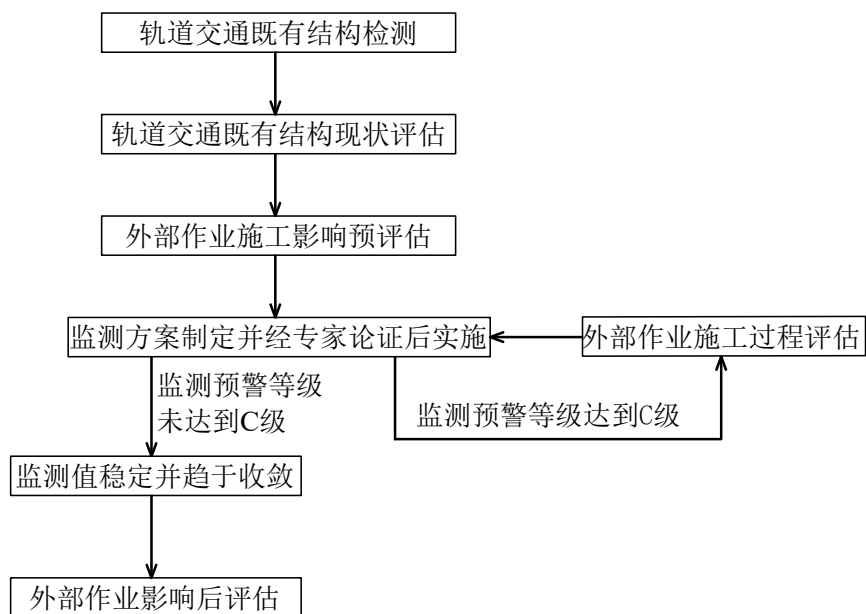 轨道交通既有结构检测
轨道交通既有结构现状评估
外部作业施工影响预评估
监测方案制定并经专家论证后实施
外部作业施工过程评估
监测预警等级
未达到C级
监测预警等级达到C级
监测值稳定并趋于收敛
外部作业影响后评估